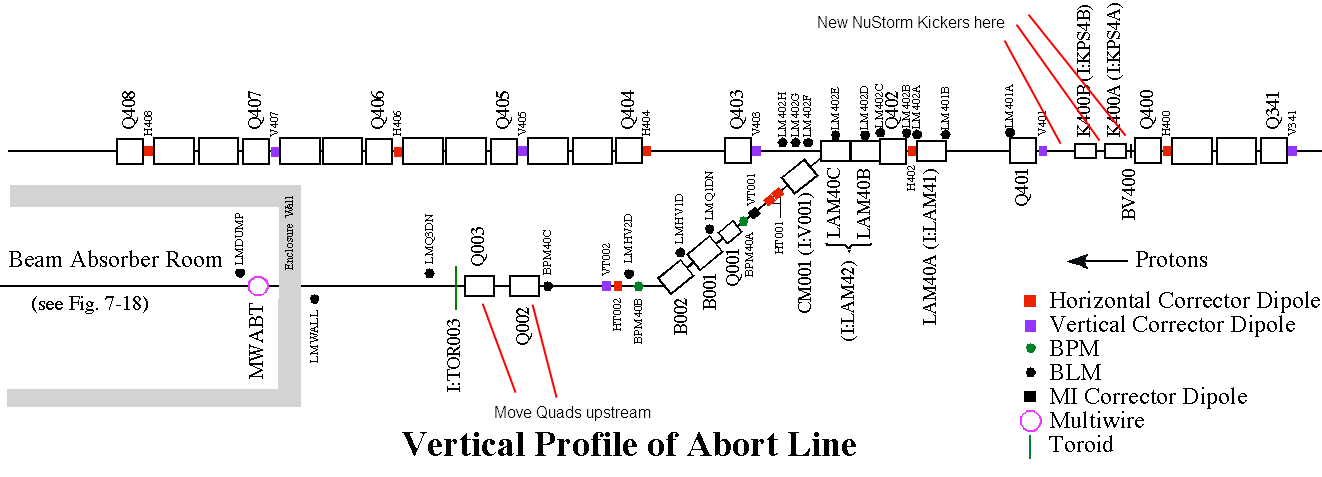 New NuStorm Kickers here
Q408
H408
Q407
V407
Q406
H406
Q405
V405
Q404
H404
Q403
V403
LM402H
LM402G
LM402F
LM402E
LM402D
LM402C
Q402
LM402B
LM402A
LM401B
LM401A
V401
K400B (I:KPS4B)
K400A (I:KPS4A)
Q400
H400
Q341
V341
H402
Q401
BV400
LAM40C
LAM40B
(I:LAM42)
LAM40A (I:LAM41)
CM001 (I:V001)
HT001
VT001
BPM40A
Q001
LMQ1DN
B001
LMHV1D
B002
BPM40B
LMHV2D
HT002
VT002
BPM40C
Q002
Q003
I:TOR003
LMQ3DN
LMWALL
Enclosure Wall
LMDUMP
MWABT
Beam Absorber Room
(see Fig. 7-18)
Move Quads upstream
Vertical Profile of Abort Line
Protons
Horizontal Corrector Dipole
Vertical Corrector Dipole
BPM
BLM
MI Corrector Dipole
Multiwire
Toroid